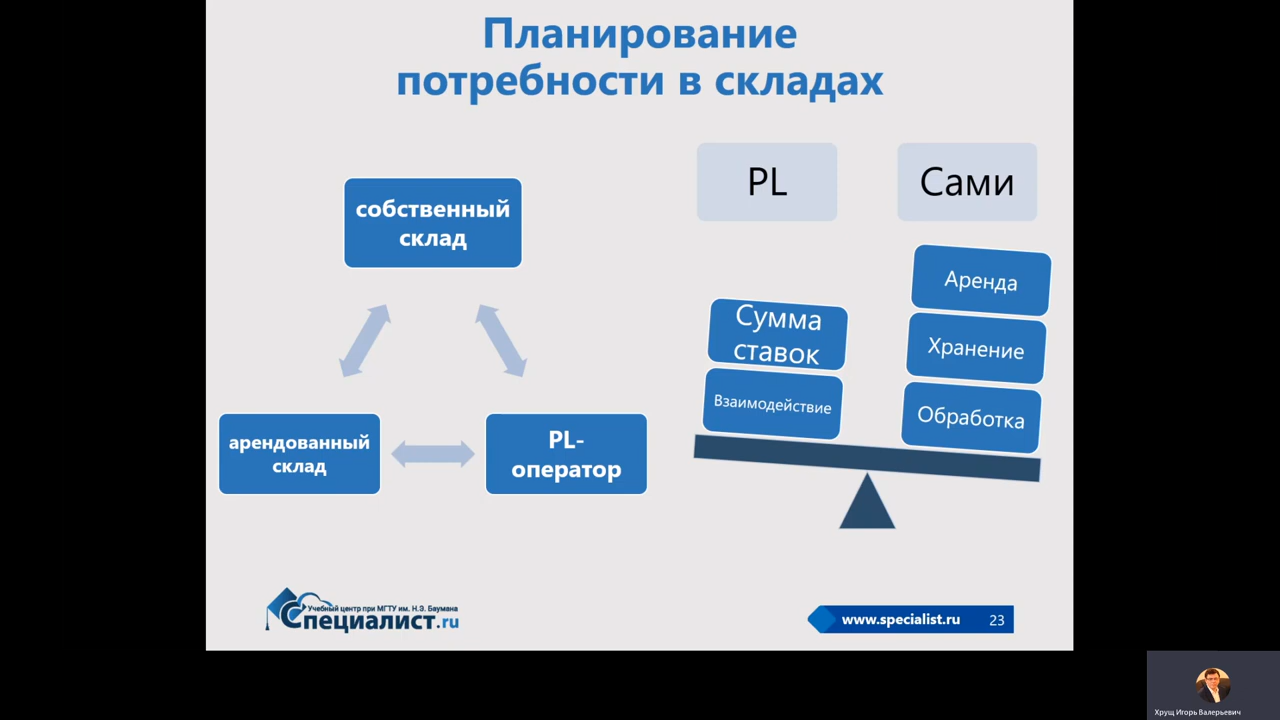 Планирование
потребности в складах
собственный
склад
арендованный
склад
PL-
оператор
PL
Сами
Сумма
ставок
Взаимодействие
Аренда
Хранение
Обработка
Учебный центр при МГТУ им. Н.Э. Баумана
Специалист.ru
www.specialist.ru
23
Хрущ Игорь Валерьевич